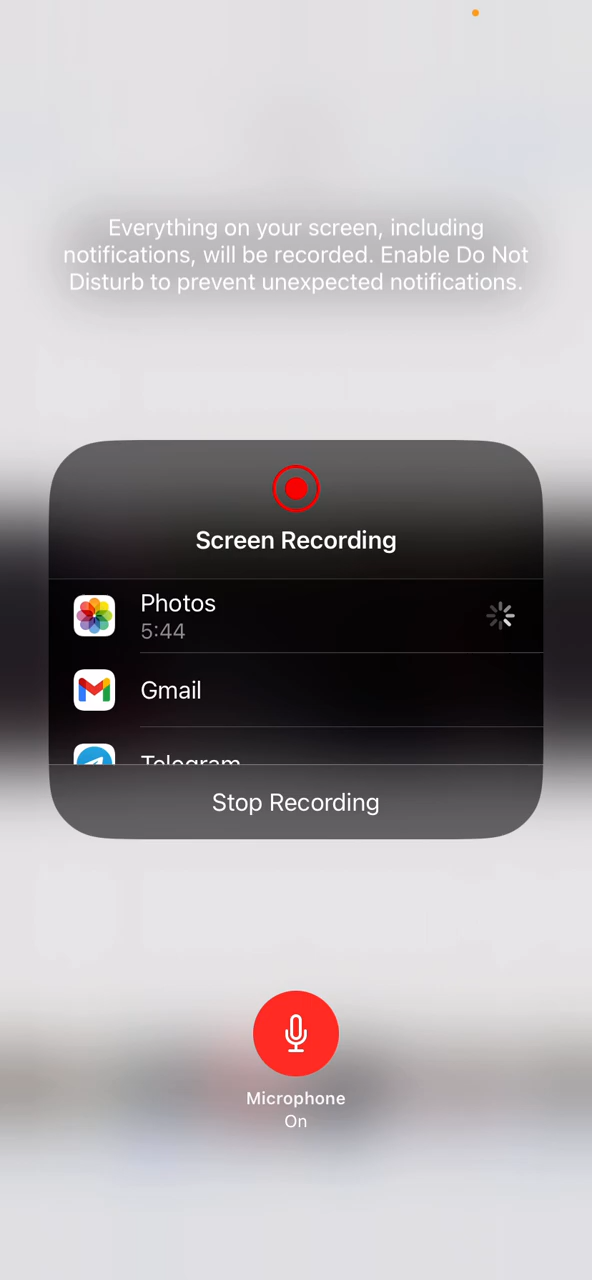 Everything on your screen, including
notifications, will be recorded. Enable Do Not
Disturb to prevent unexpected notifications.
Screen Recording
Photos
5:44
Gmail
Telegram
Stop Recording
Microphone
On